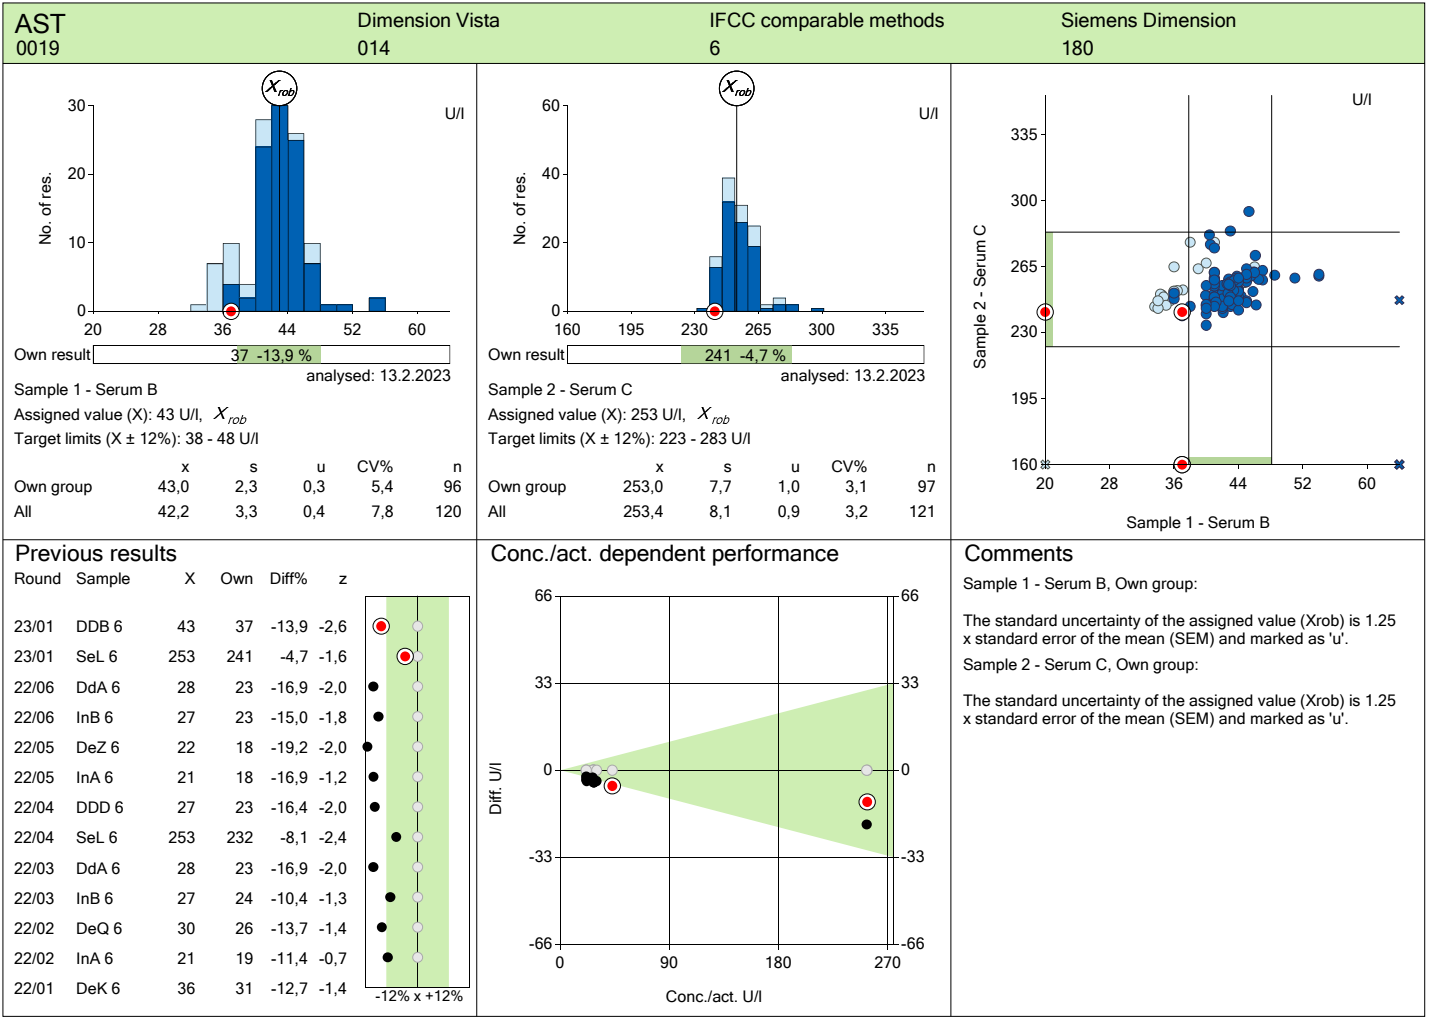 AST Dimension Vista IFCC comparable methods Siemens Dimension
0019 014 6 180
Xrob
U/l
No. of res.
30
20
10
0
20 28 36 44 52 60
Own result 37 -13,9 %
analysed: 13.2.2023
Sample 1 - Serum B
Assigned value (X): 43 U/l, Xrob
Target limits (X ± 12%): 38 - 48 U/l
x s u CV% n
Own group 43,0 2,3 0,3 5,4 96
All 42,2 3,3 0,4 7,8 120
Xrob
U/l
No. of res.
60
40
20
0
160 195 230 265 300 335
Own result 241 -4,7 %
analysed: 13.2.2023
Sample 2 - Serum C
Assigned value (X): 253 U/l, Xrob
Target limits (X ± 12%): 223 - 283 U/l
x s u CV% n
Own group 253,0 7,7 1,0 3,1 97
All 253,4 8,1 0,9 3,2 121
U/l
Sample 2 - Serum C
335
300
265
230
195
160
20 28 36 44 52 60
Sample 1 - Serum B
Previous results
Round Sample X Own Diff% z
23/01 DDB 6 43 37 -13,9 -2,6
23/01 SeL 6 253 241 -4,7 -1,6
22/06 DdA 6 28 23 -16,9 -2,0
22/06 InB 6 27 23 -15,0 -1,8
22/05 DeZ 6 22 18 -19,2 -2,0
22/05 InA 6 21 18 -16,9 -1,2
22/04 DDD 6 27 23 -16,4 -2,0
22/04 SeL 6 253 232 -8,1 -2,4
22/03 DdA 6 28 23 -16,9 -2,0
22/03 InB 6 27 24 -10,4 -1,3
22/02 DeQ 6 30 26 -13,7 -1,4
22/02 InA 6 21 19 -11,4 -0,7
22/01 DeK 6 36 31 -12,7 -1,4
-12% x +12%
Conc./act. dependent performance
Diff. U/l
66 66
33 33
0 0
-33 -33
-66 -66
0 90 180 270
Conc./act. U/l
Comments
Sample 1 - Serum B, Own group:
The standard uncertainty of the assigned value (Xrob) is 1.25
x standard error of the mean (SEM) and marked as 'u'.
Sample 2 - Serum C, Own group:
The standard uncertainty of the assigned value (Xrob) is 1.25
x standard error of the mean (SEM) and marked as 'u'.